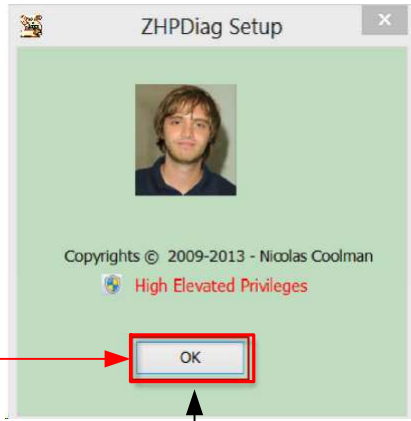 ZHPDiag Setup
Copyrights © 2009-2013 - Nicolas Coolman
High Elevated Privileges
OK